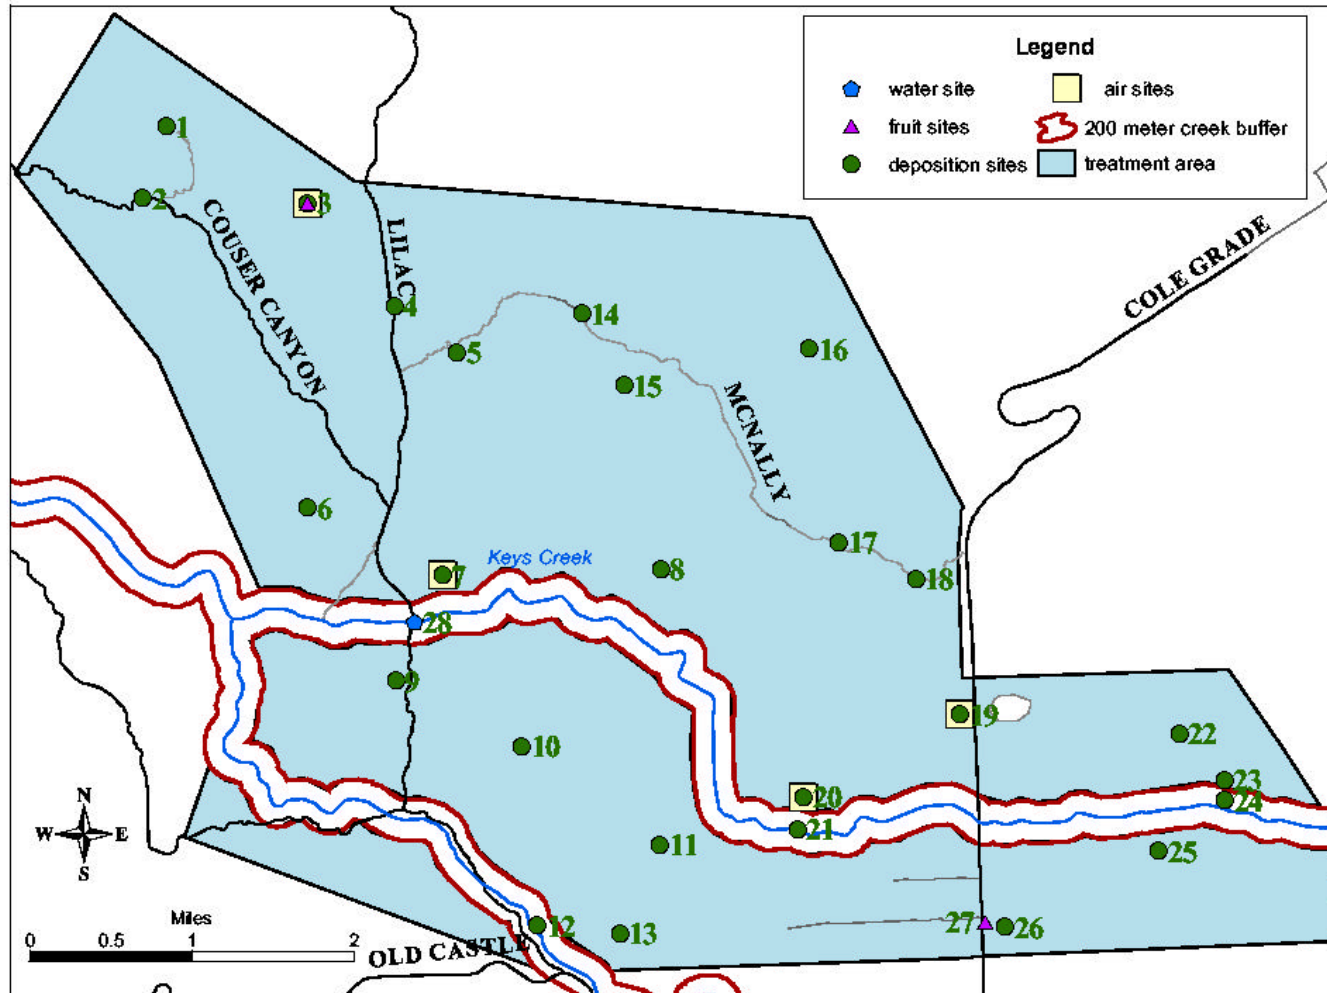 Legend
water site
air sites
fruit sites
200 meter creek buffer
deposition sites
treatment area
1
2
3
COUSER CANYON
LILAC
4
COLE GRADE
14
5
16
15
MCNALLY
6
17
Keys Creek
7
8
18
28
9
19
22
10
23
20
24
21
11
25
N
W
E
S
12
13
27
26
Miles
0
0.5
1
2
OLD CASTLE